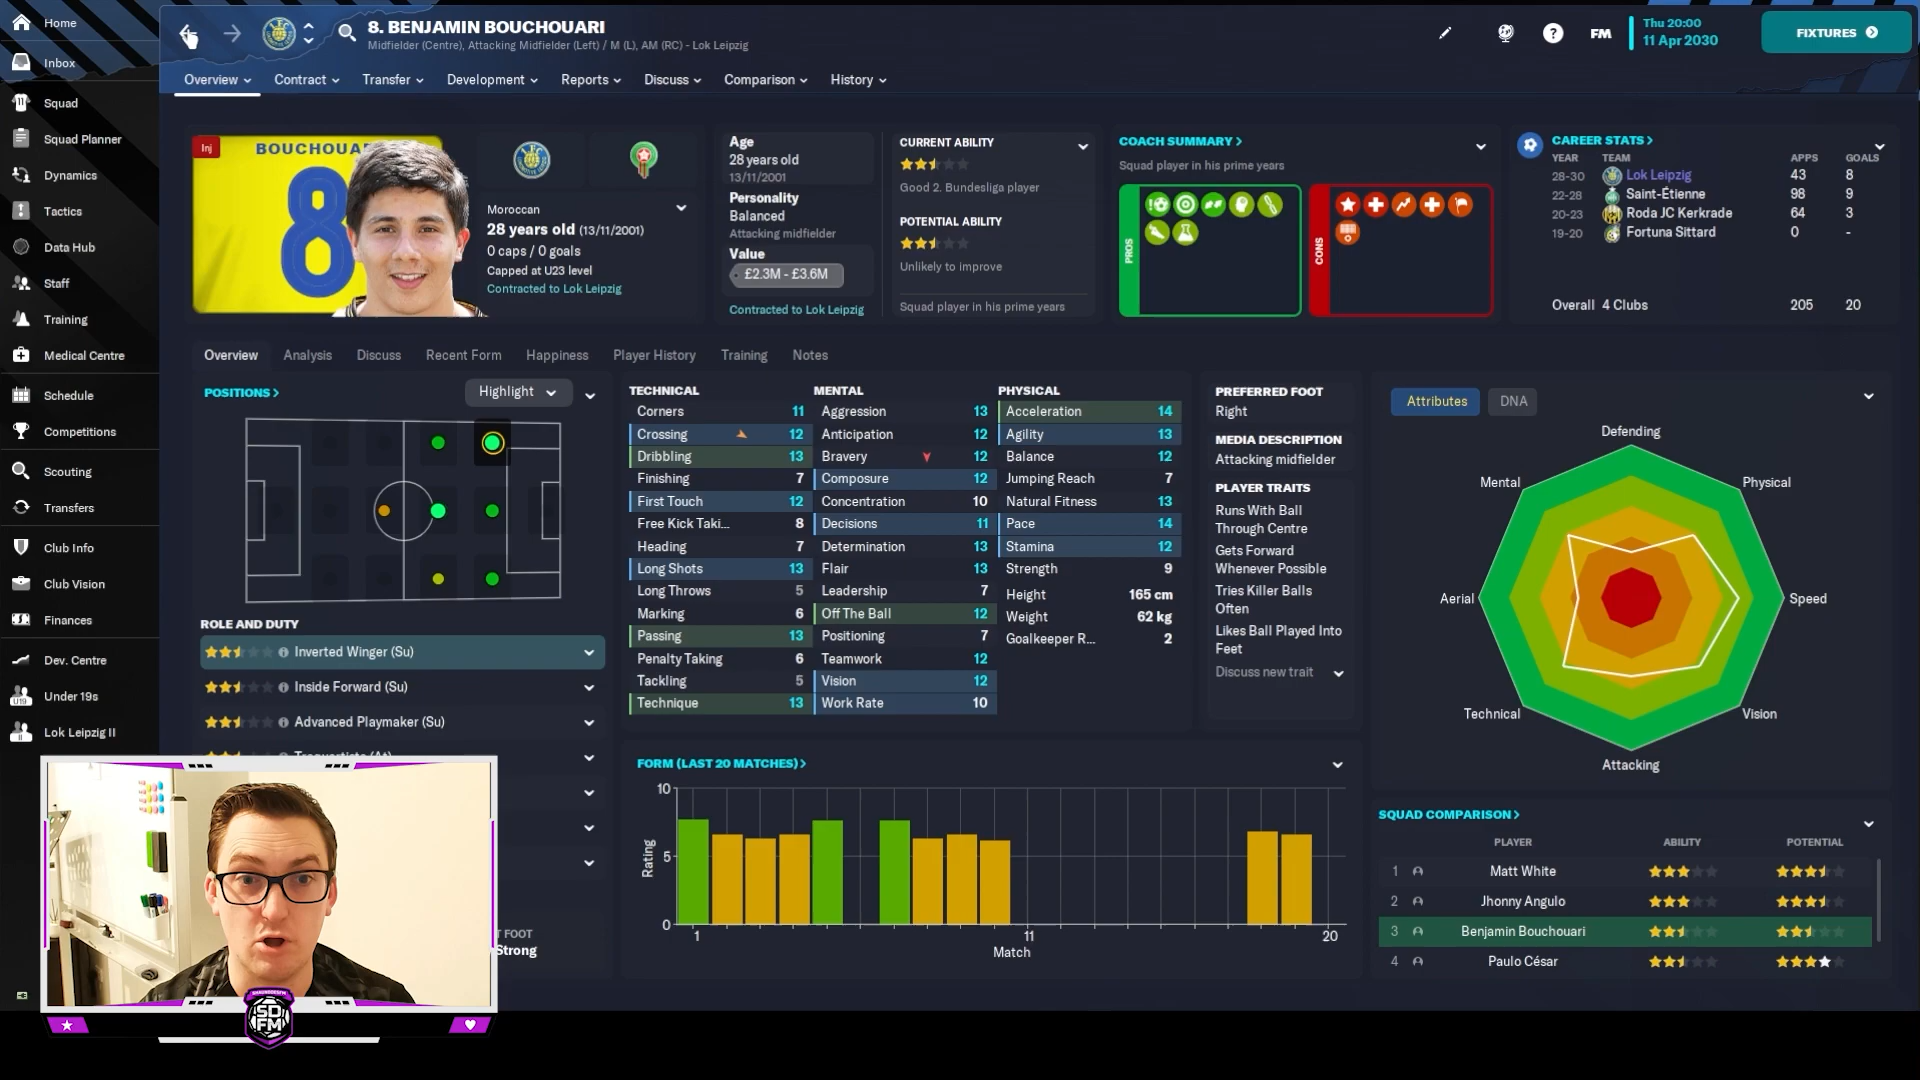 Home
Inbox
Squad
Squad Planner
Dynamics
Tactics
Data Hub
Staff
Training
Medical Centre
Schedule
Competitions
Scouting
Transfers
Club Info
Club Vision
Finances
Dev. Centre
Under 19s
Lok Leipzig II
8. BENJAMIN BOUCHOUARI
Midfielder (Centre), Attacking Midfielder (Left) / M (L), AM (RC) - Lok Leipzig
FM
Thu 20:00
11 Apr 2030
FIXTURES
Overview Contract Transfer Development Reports Discuss Comparison History
Inj
8
Moroccan
28 years old (13/11/2001)
0 caps / 0 goals
Capped at U23 level
Contracted to Lok Leipzig
Age
28 years old
13/11/2001
Personality
Balanced
Attacking midfielder
Value
£2.3M - £3.6M
Contracted to Lok Leipzig
CURRENT ABILITY
Good 2. Bundesliga player
POTENTIAL ABILITY
Unlikely to improve
Squad player in his prime years
COACH SUMMARY
Squad player in his prime years
PROS
CONS
CAREER STATS
YEAR TEAM APPS GOALS
28-30 Lok Leipzig 43 8
22-28 Saint-Étienne 98 9
20-23 Roda JC Kerkrade 64 3
19-20 Fortuna Sittard 0 -
Overall 4 Clubs 205 20
Overview Analysis Discuss Recent Form Happiness Player History Training Notes
POSITIONS
Highlight
ROLE AND DUTY
Inverted Winger (Su)
Inside Forward (Su)
Advanced Playmaker (Su)
TECHNICAL
Corners 11
Crossing 12
Dribbling 13
Finishing 7
First Touch 12
Free Kick Taki... 8
Heading 7
Long Shots 13
Long Throws 5
Marking 6
Passing 13
Penalty Taking 6
Tackling 5
Technique 13
MENTAL
Aggression 13
Anticipation 12
Bravery 12
Composure 12
Concentration 10
Decisions 11
Determination 13
Flair 13
Leadership 7
Off The Ball 12
Positioning 7
Teamwork 12
Vision 12
Work Rate 10
PHYSICAL
Acceleration 14
Agility 13
Balance 12
Jumping Reach 7
Natural Fitness 13
Pace 14
Stamina 12
Strength 9
Height 165 cm
Weight 62 kg
Goalkeeper R... 2
PREFERRED FOOT
Right
MEDIA DESCRIPTION
Attacking midfielder
PLAYER TRAITS
Runs With Ball
Through Centre
Gets Forward
Whenever Possible
Tries Killer Balls
Often
Likes Ball Played Into
Feet
Discuss new trait
Attributes DNA
Defending
Mental Physical
Aerial Speed
Technical Vision
Attacking
FORM (LAST 20 MATCHES)
10
5
0
Rating
1 11 20
Match
SQUAD COMPARISON
PLAYER ABILITY POTENTIAL
1 Matt White
2 Jhonny Angulo
3 Benjamin Bouchouari
4 Paulo César
T FOOT
Strong
SD
FM